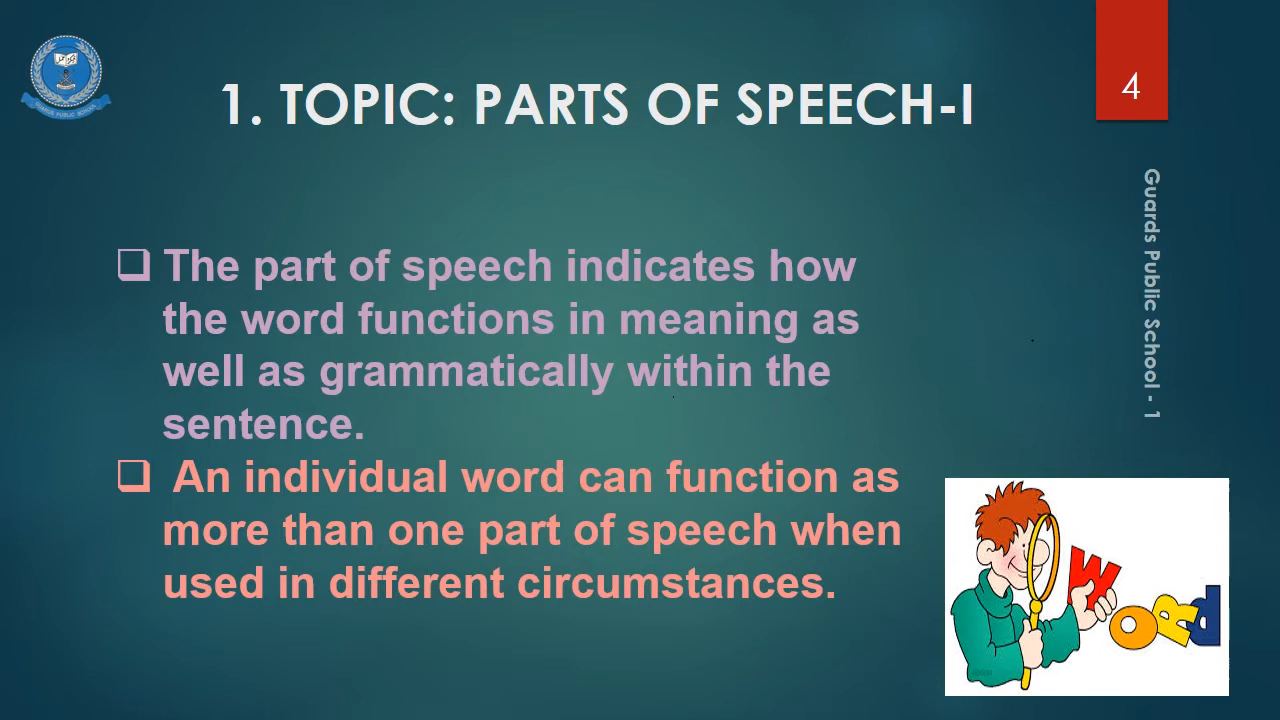 1. TOPIC: PARTS OF SPEECH-I
4
Guards Public School - 1
The part of speech indicates how
the word functions in meaning as
well as grammatically within the
sentence.
An individual word can function as
more than one part of speech when
used in different circumstances.
WORd